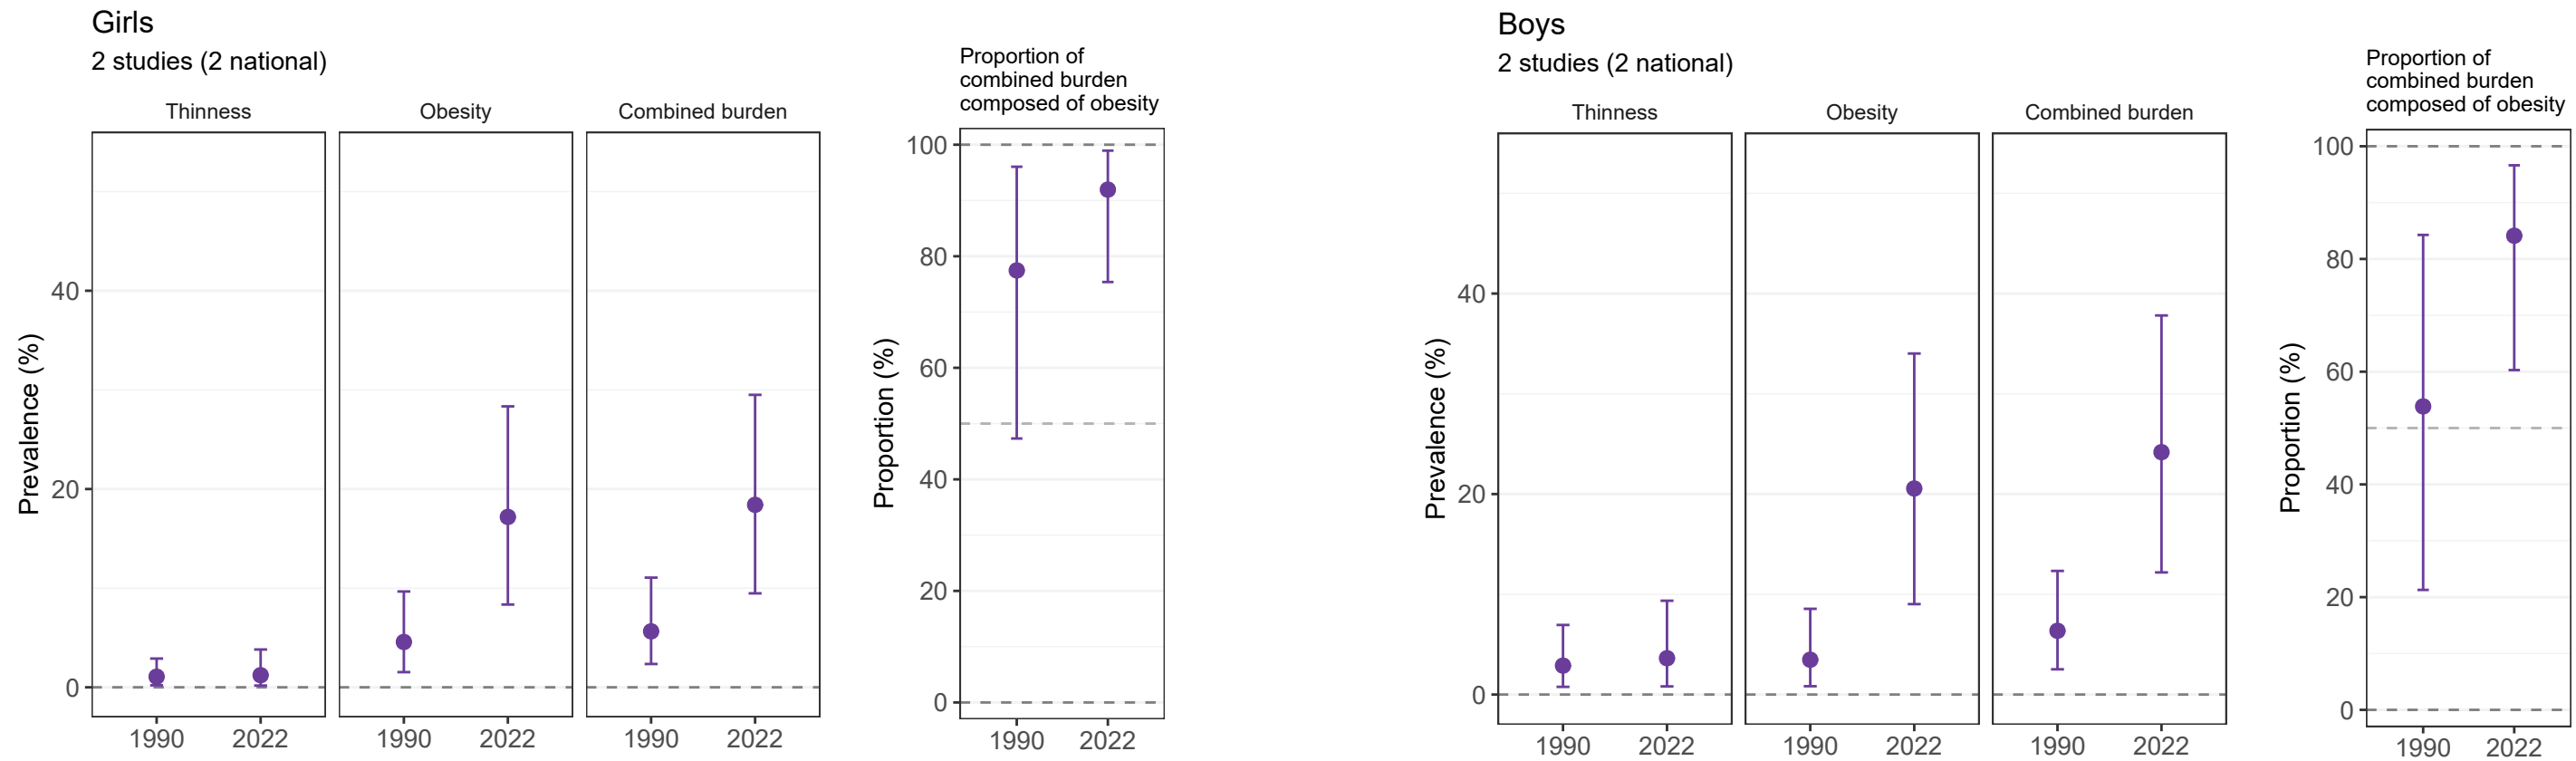 Girls
2 studies (2 national)
Thinness
Obesity
Combined burden
Prevalence (%)
40
20
0
1990 2022
1990 2022
1990 2022
Proportion of
combined burden
composed of obesity
Proportion (%)
100
80
60
40
20
0
1990 2022
Boys
2 studies (2 national)
Thinness
Obesity
Combined burden
Prevalence (%)
40
20
0
1990 2022
1990 2022
1990 2022
Proportion of
combined burden
composed of obesity
Proportion (%)
100
80
60
40
20
0
1990 2022